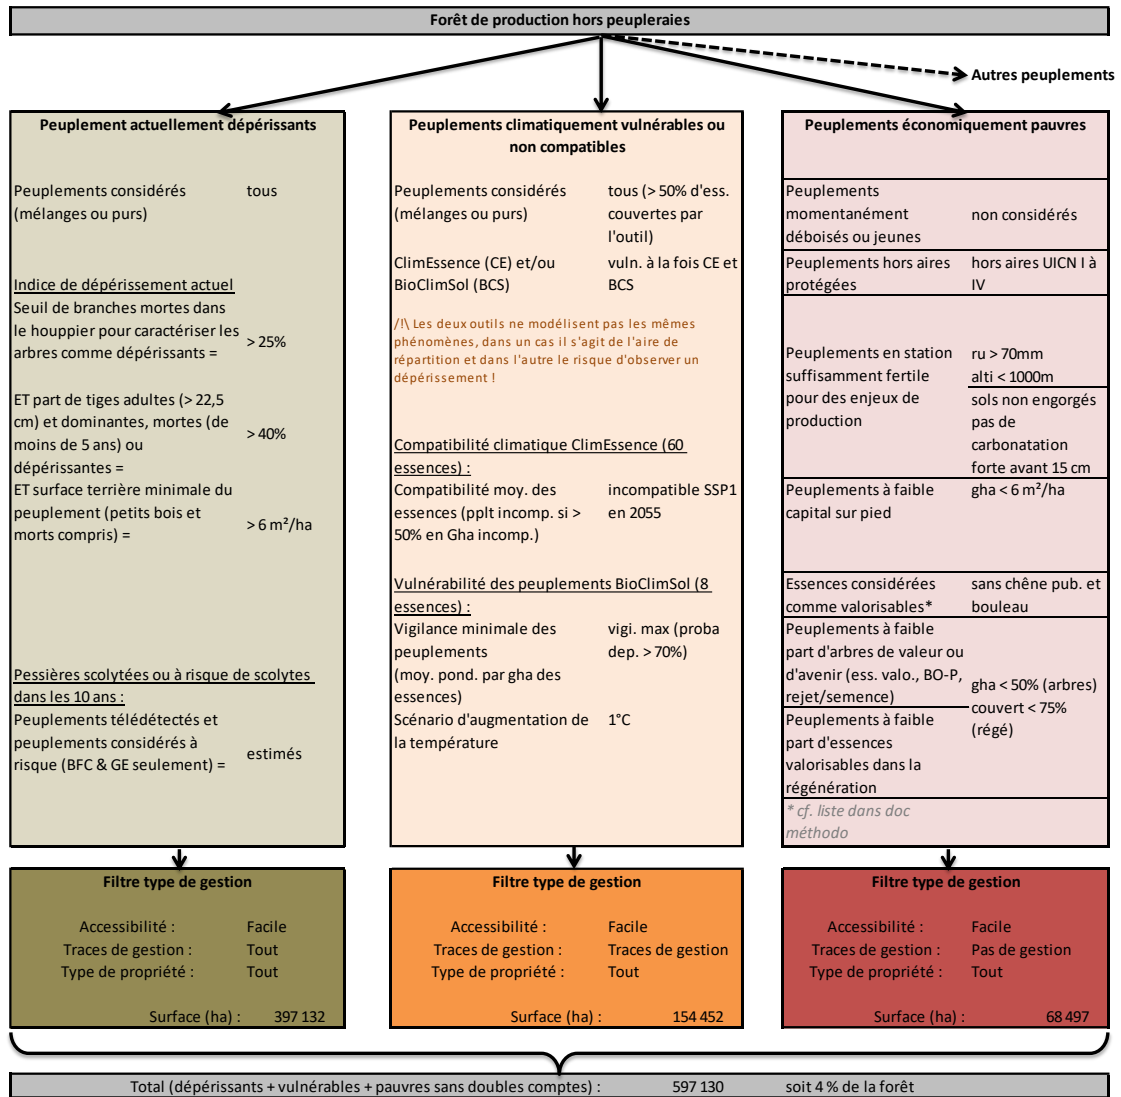 Forêt de production hors peupleraies
Autres peuplements
Peuplement actuellement dépérissants
Peuplements considérés
(mélanges ou purs)
tous
Indice de dépérissement actuel
Seuil de branches mortes dans
le houppier pour caractériser les
arbres comme dépérissants =
> 25%
ET part de tiges adultes (> 22,5
cm) et dominantes, mortes (de
moins de 5 ans) ou
dépérissantes =
> 40%
ET surface terrière minimale du
peuplement (petits bois et
morts compris) =
> 6 m²/ha
Pessières scolytées ou à risque de scolytes
dans les 10 ans :
Peuplements télédétectés et
peuplements considérés à
risque (BFC & GE seulement) =
estimés
Peuplements climatiquement vulnérables ou
non compatibles
Peuplements considérés
(mélanges ou purs)
tous (> 50% d'ess.
couvertes par
l'outil)
ClimEssence (CE) et/ou
BioClimSol (BCS)
vuln. à la fois CE et
BCS
/!\ Les deux outils ne modélisent pas les mêmes
phénomènes, dans un cas il s'agit de l'aire de
répartition et dans l'autre le risque d'observer un
dépérissement !
Compatibilité climatique ClimEssence (60
essences) :
Compatibilité moy. des
essences (pplt incomp. si >
50% en Gha incomp.)
incompatible SSP1
en 2055
Vulnérabilité des peuplements BioClimSol (8
essences) :
Vigilance minimale des
peuplements
(moy. pond. par gha des
essences)
vigi. max (proba
dep. > 70%)
Scénario d'augmentation de
la température
1°C
Peuplements économiquement pauvres
Peuplements
momentanément
déboisés ou jeunes
non considérés
Peuplements hors aires
protégées
hors aires UICN I à
IV
Peuplements en station
suffisamment fertile
pour des enjeux de
production
ru > 70mm
alti < 1000m
sols non engorgés
pas de
carbonatation
forte avant 15 cm
Peuplements à faible
capital sur pied
gha < 6 m²/ha
Essences considérées
comme valorisables*
sans chêne pub. et
bouleau
Peuplements à faible
part d'arbres de valeur ou
d'avenir (ess. valo., BO-P,
rejet/semence)
gha < 50% (arbres)
couvert < 75%
(régé)
Peuplements à faible
part d'essences
valorisables dans la
régénération
* cf. liste dans doc
méthodo
Filtre type de gestion
Accessibilité : Facile
Traces de gestion : Tout
Type de propriété : Tout
Surface (ha) : 397 132
Filtre type de gestion
Accessibilité : Facile
Traces de gestion : Traces de gestion
Type de propriété : Tout
Surface (ha) : 154 452
Filtre type de gestion
Accessibilité : Facile
Traces de gestion : Pas de gestion
Type de propriété : Tout
Surface (ha) : 68 497
Total (dépérissants + vulnérables + pauvres sans doubles comptes) : 597 130 soit 4 % de la forêt